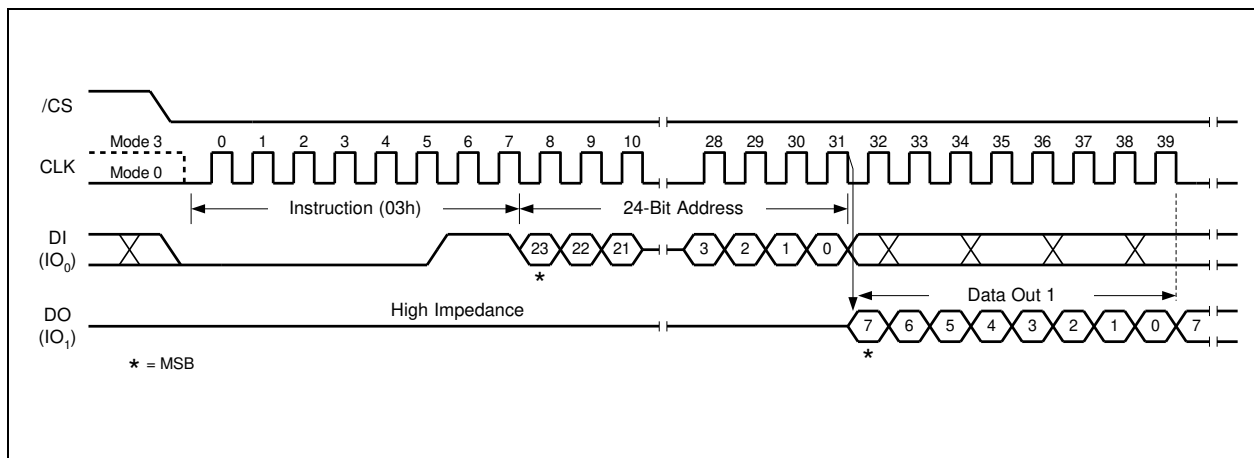 /CS
Mode 3 0 1 2 3 4 5 6 7 8 9 10 28 29 30 31 32 33 34 35 36 37 38 39
CLK
Mode 0
Instruction (03h) 24-Bit Address
DI
(IO0) 23 22 21 3 2 1 0
*
High Impedance Data Out 1
DO
(IO1) 7 6 5 4 3 2 1 0 7
*
* = MSB